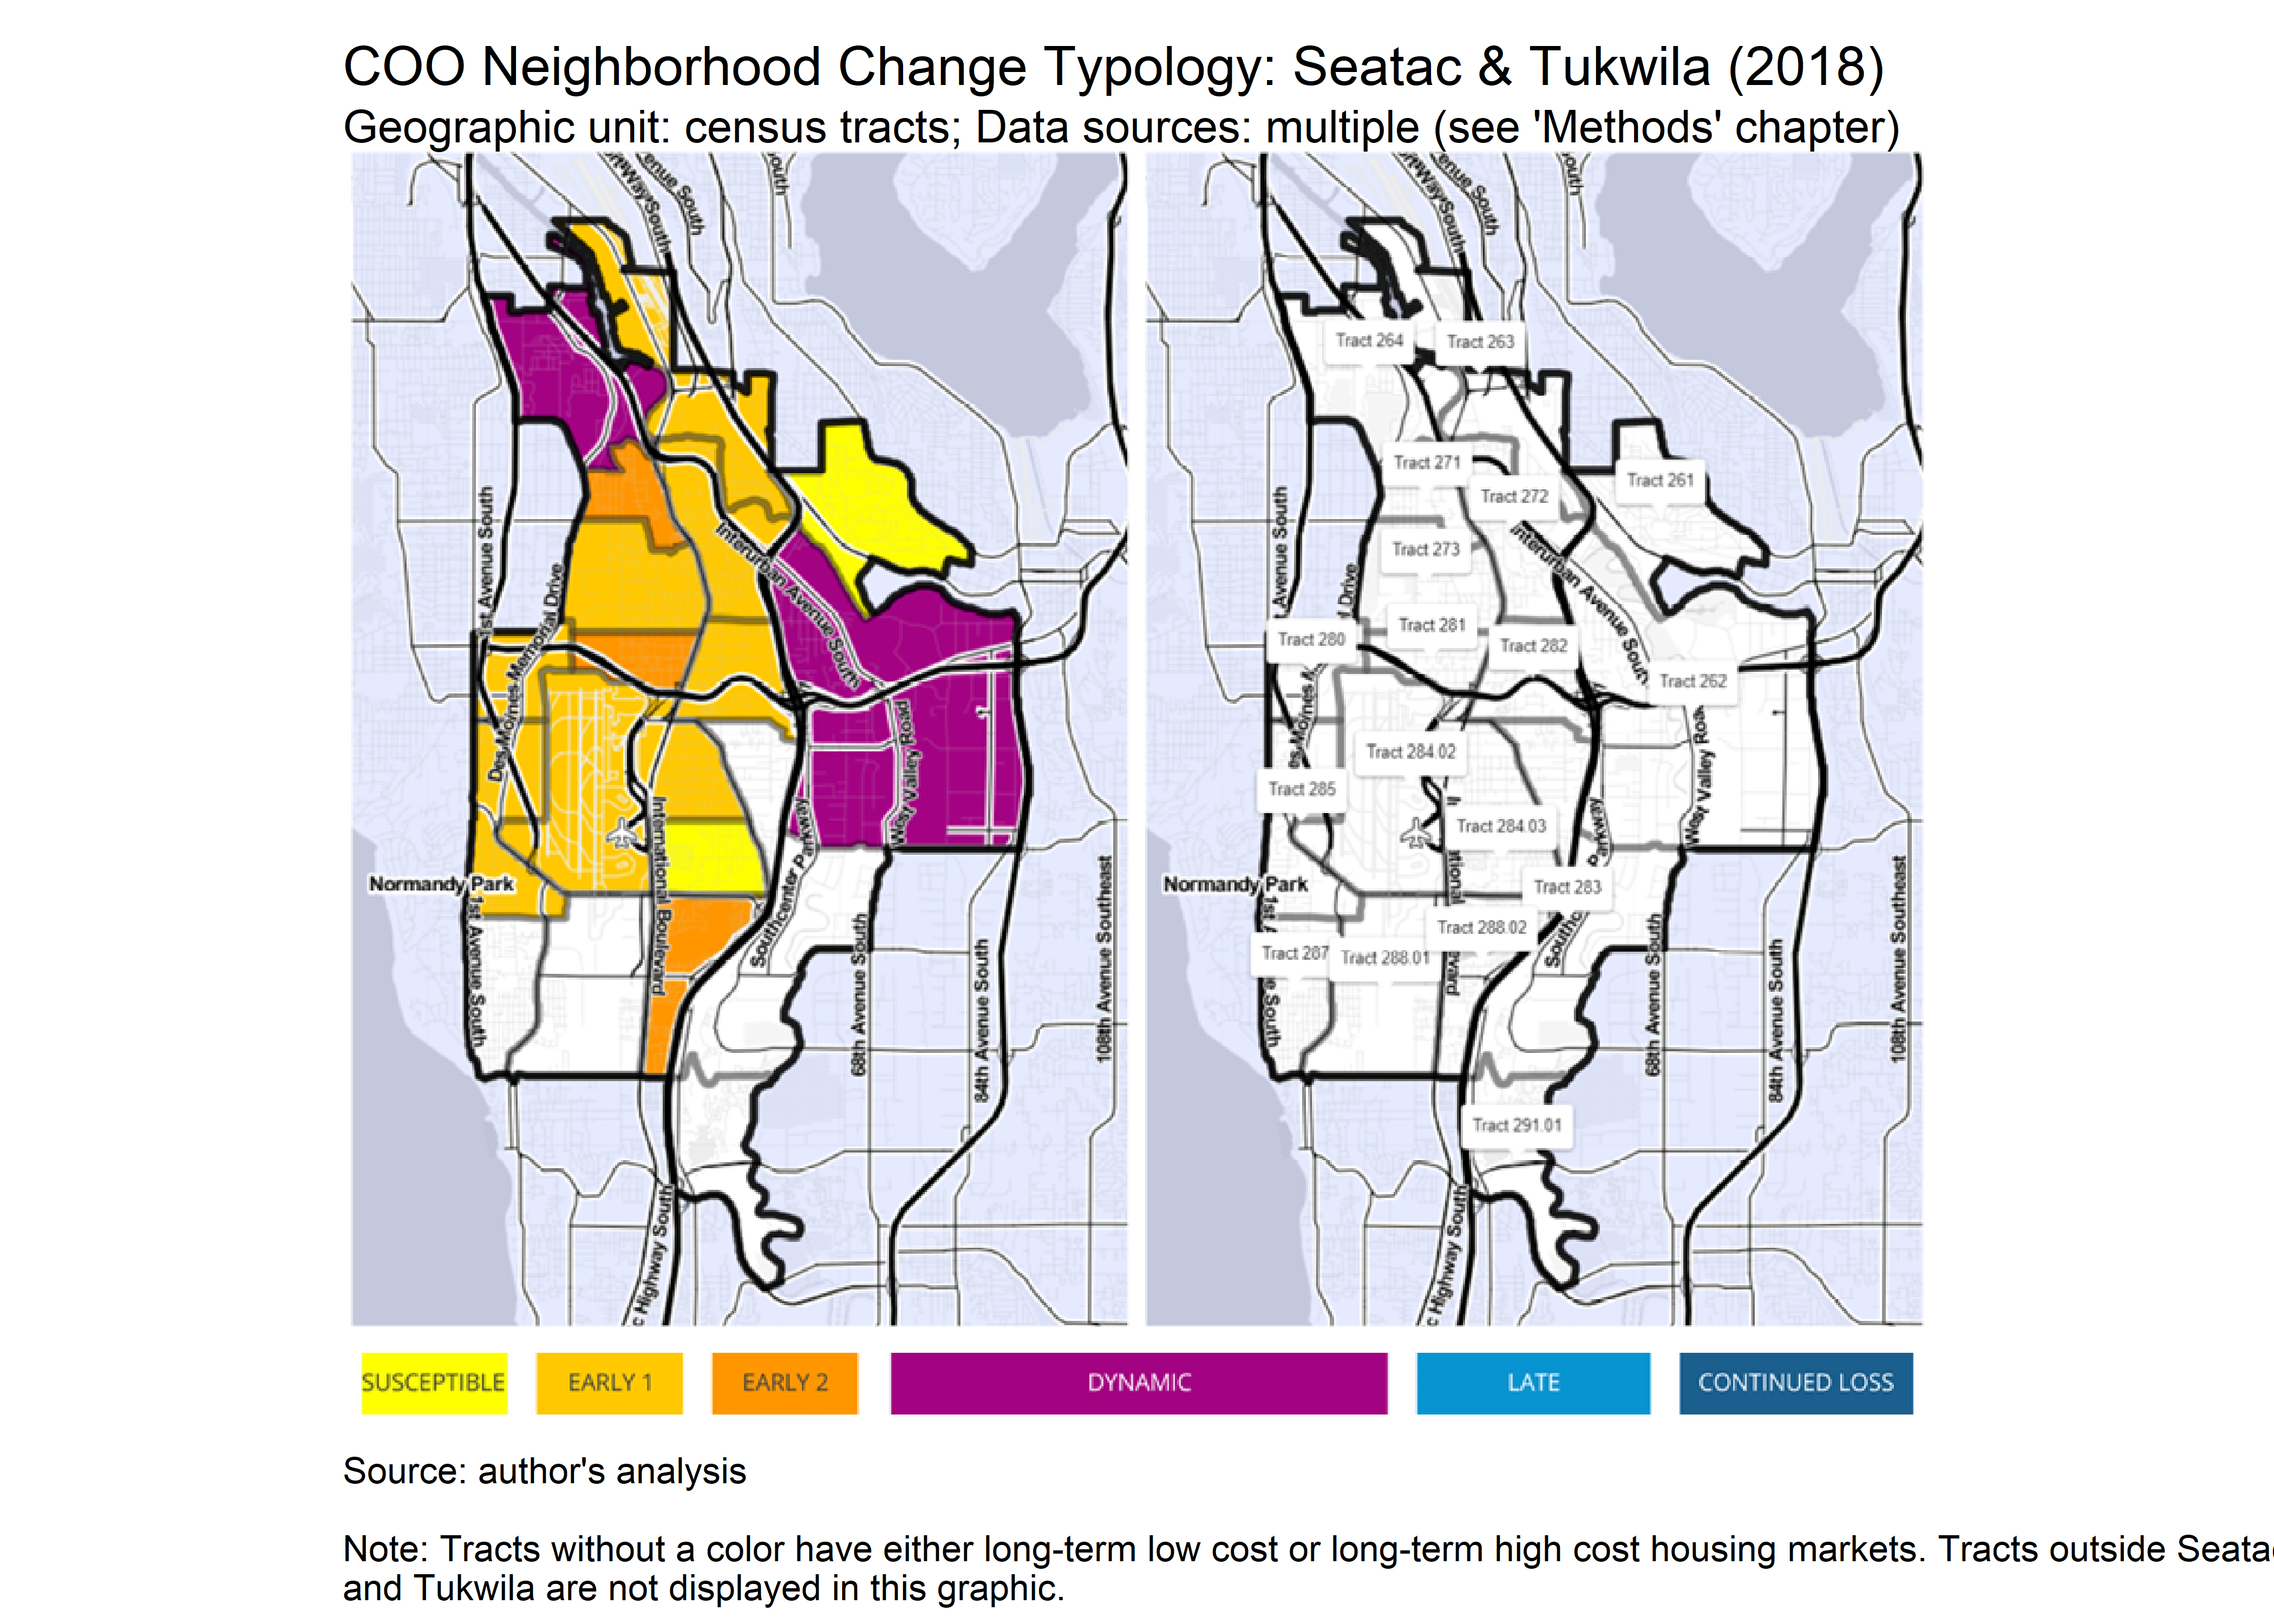 COO Neighborhood Change Typology: Seatac & Tukwila (2018)
Geographic unit: census tracts; Data sources: multiple (see 'Methods' chapter)
enue South
Way South
outh
1st Avenue South
Des Moines Memorial Drive
Interurban Avenue South
West Valley Road
International Boulevard
Southcenter Parkway
Normandy Park
1st Avenue South
68th Avenue South
84th Avenue South
108th Avenue Southeast
c Highway South
enue South
Way South
outh
Tract 264
Tract 263
Tract 271
Tract 272
Tract 261
st Avenue South
l Drive
Interurban Avenue South
Tract 273
Tract 281
Tract 280
Tract 282
Tract 262
es Moines
West Valley Roa
Tract 284.02
Tract 285
Tract 284.03
Parkway
Tract 283
Normandy Park
1st
Tract 288.02
Tract 287
Tract 288.01
e South
68th Avenue South
84th Avenue South
108th Avenue Southeast
Tract 291.01
c Highway South
SUSCEPTIBLE
EARLY 1
EARLY 2
DYNAMIC
LATE
CONTINUED LOSS
Source: author's analysis
Note: Tracts without a color have either long-term low cost or long-term high cost housing markets. Tracts outside Seata
and Tukwila are not displayed in this graphic.